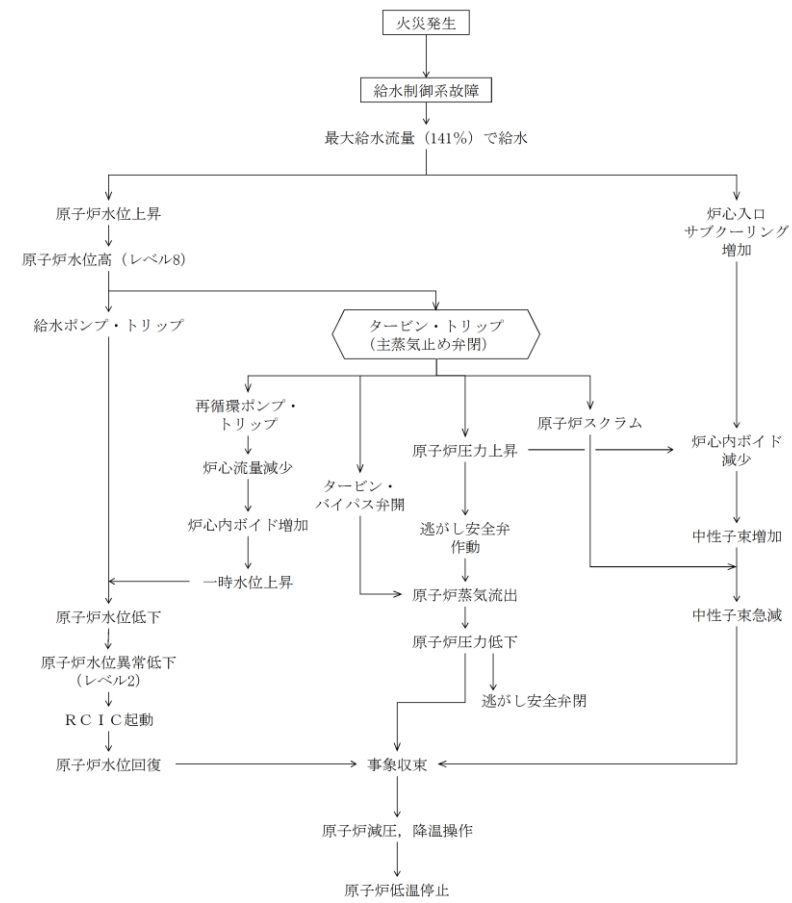 火災発生
給水制御系故障
最大給水流量（141％）で給水
原子炉水位上昇
原子炉水位高（レベル8）
炉心入口
サブクーリング
増加
給水ポンプ・トリップ
タービン・トリップ
（主蒸気止め弁閉）
再循環ポンプ・
トリップ
炉心流量減少
炉心内ボイド増加
一時水位上昇
タービン・
バイパス弁開
原子炉圧力上昇
逃がし安全弁
作動
原子炉蒸気流出
原子炉圧力低下
逃がし安全弁閉
原子炉スクラム
炉心内ボイド
減少
中性子束増加
中性子束急減
原子炉水位低下
原子炉水位異常低下
（レベル2）
ＲＣＩＣ起動
原子炉水位回復
事象収束
原子炉減圧，降温操作
原子炉低温停止